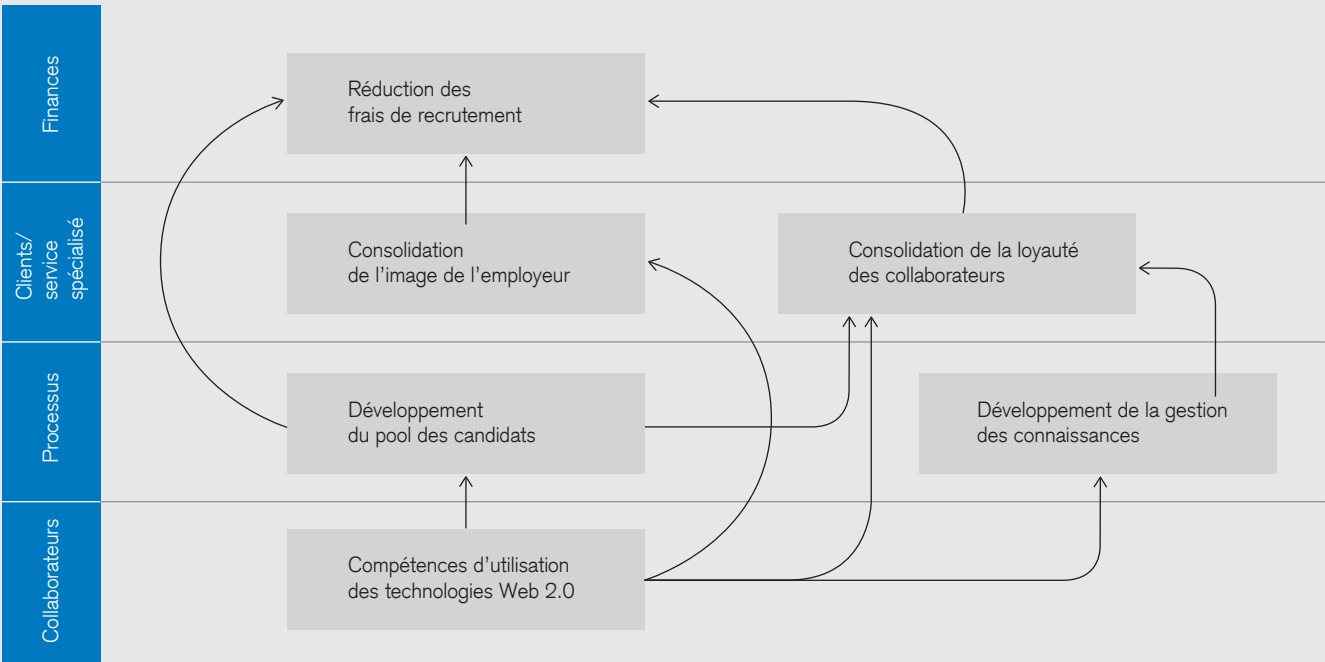 Finances
Réduction des
frais de recrutement
Clients/
service
spécialisé
Consolidation
de l'image de l'employeur
Consolidation de la loyauté
des collaborateurs
Processus
Développement
du pool des candidats
Développement de la gestion
des connaissances
Collaborateurs
Compétences d'utilisation
des technologies Web 2.0